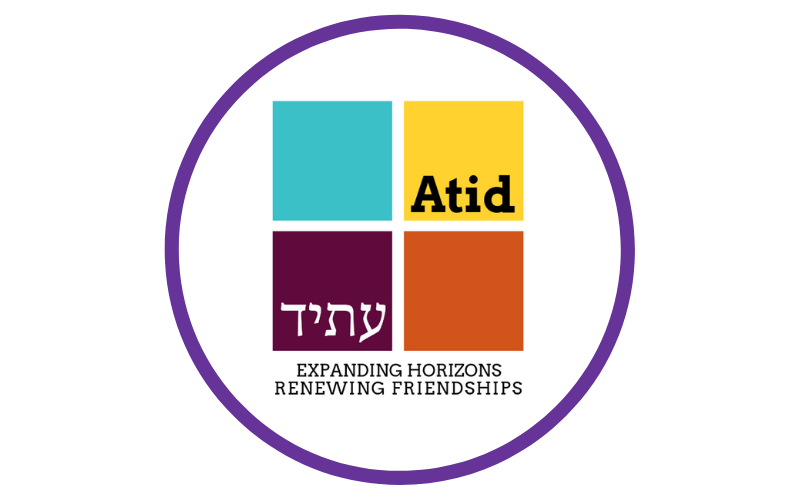 Atid
עתיד
EXPANDING HORIZONS
RENEWING FRIENDSHIPS